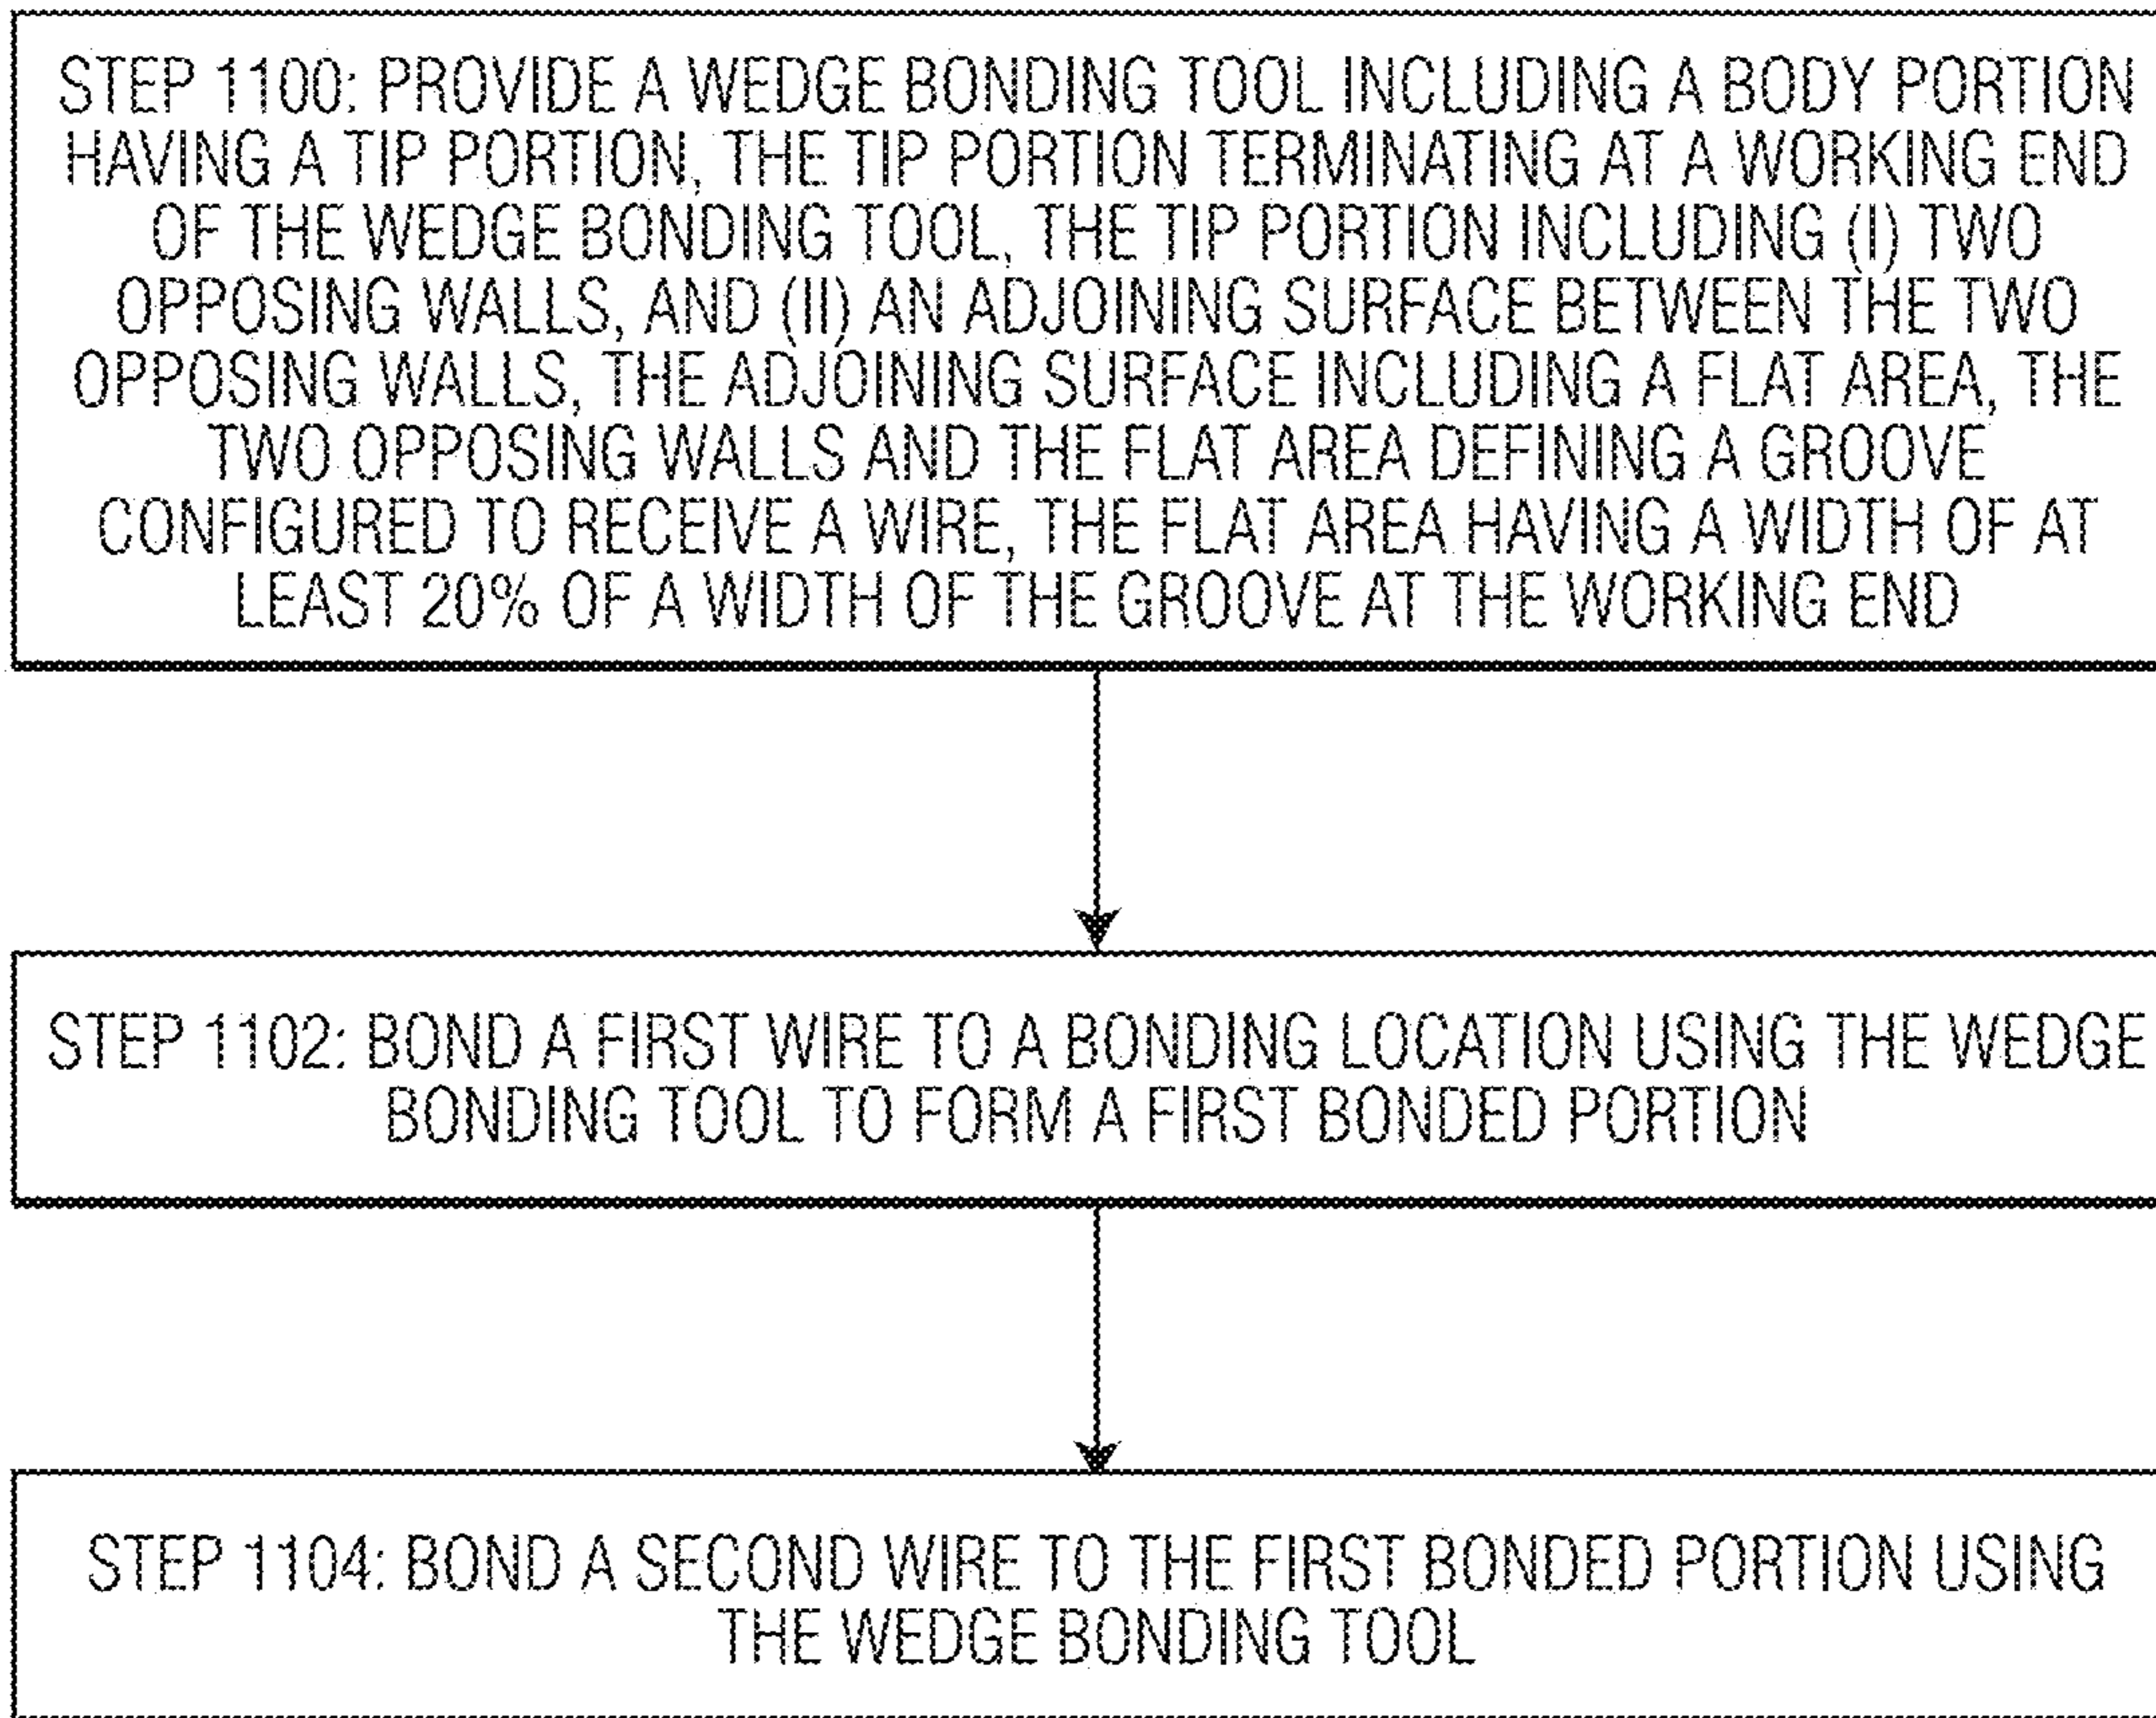 STEP 1100: PROVIDE A WEDGE BONDING TOOL INCLUDING A BODY PORTION
HAVING A TIP PORTION, THE TIP PORTION TERMINATING AT A WORKING END
OF THE WEDGE BONDING TOOL, THE TIP PORTION INCLUDING (I) TWO
OPPOSING WALLS, AND (II) AN ADJOINING SURFACE BETWEEN THE TWO
OPPOSING WALLS, THE ADJOINING SURFACE INCLUDING A FLAT AREA, THE
TWO OPPOSING WALLS AND THE FLAT AREA DEFINING A GROOVE
CONFIGURED TO RECEIVE A WIRE, THE FLAT AREA HAVING A WIDTH OF AT
LEAST 20% OF A WIDTH OF THE GROOVE AT THE WORKING END
STEP 1102: BOND A FIRST WIRE TO A BONDING LOCATION USING THE WEDGE
BONDING TOOL TO FORM A FIRST BONDED PORTION
STEP 1104: BOND A SECOND WIRE TO THE FIRST BONDED PORTION USING
THE WEDGE BONDING TOOL